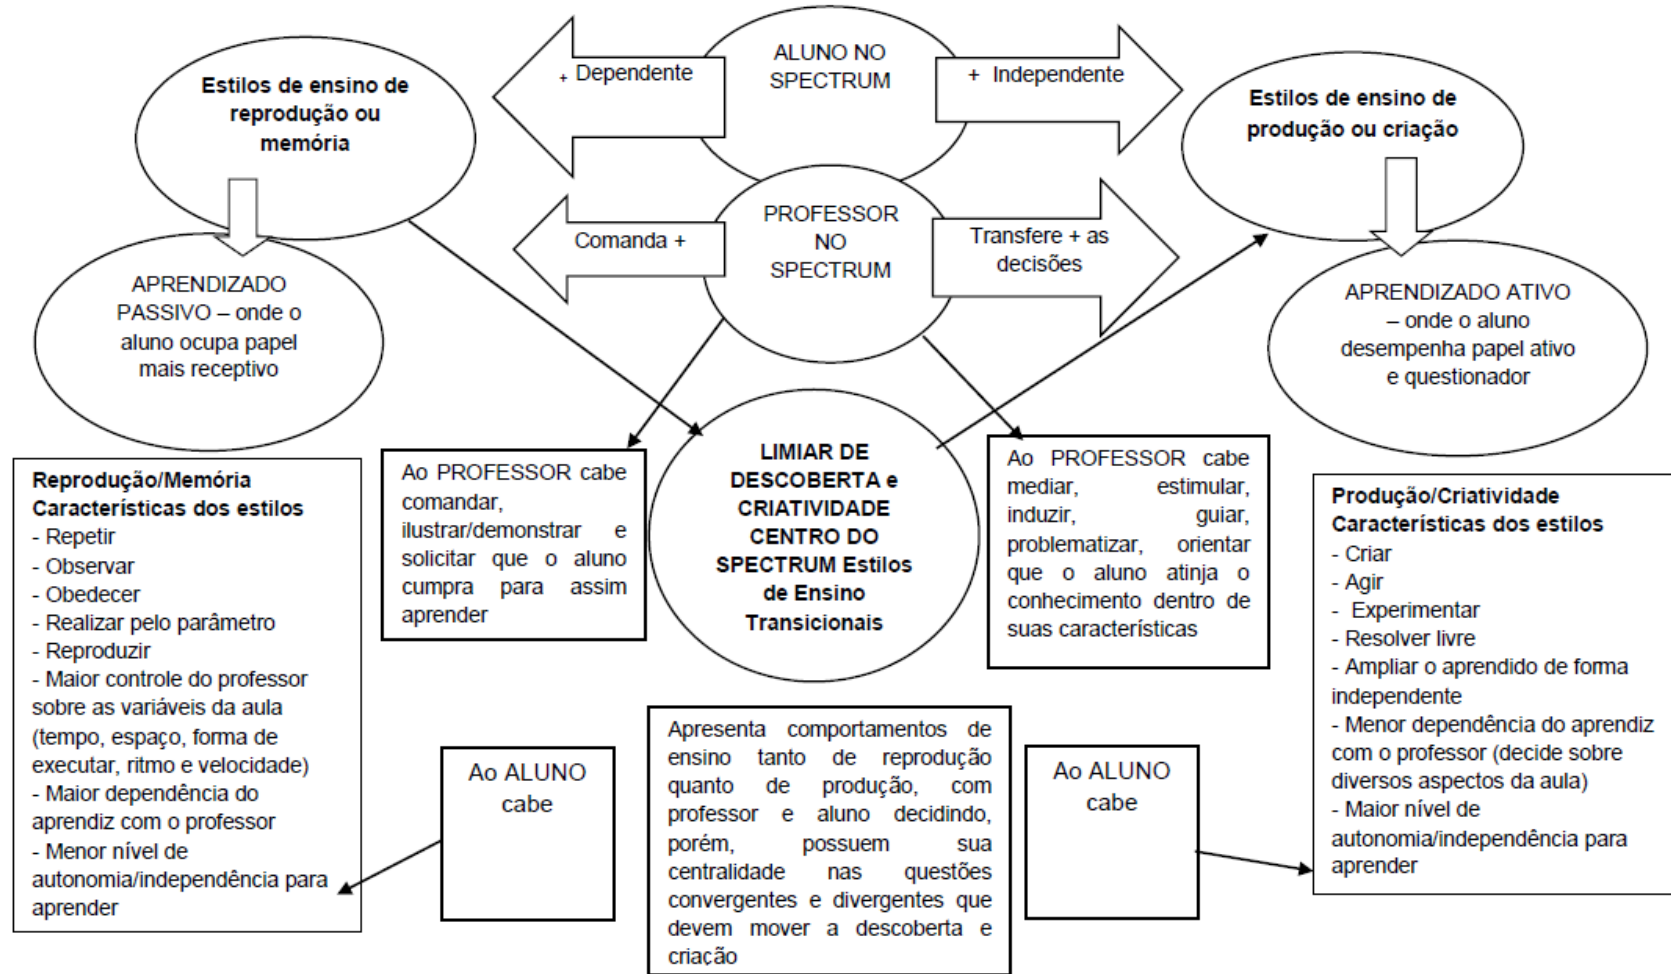 ALUNO NO
SPECTRUM
+ Dependente
+ Independente
Estilos de ensino de
reprodução ou
memória
Estilos de ensino de
produção ou criação
PROFESSOR
NO
SPECTRUM
Comanda +
Transfere + as
decisões
APRENDIZADO
PASSIVO – onde o
aluno ocupa papel
mais receptivo
APRENDIZADO ATIVO
– onde o aluno
desempenha papel ativo
e questionador
Reprodução/Memória
Características dos estilos
- Repetir
- Observar
- Obedecer
- Realizar pelo parâmetro
- Reproduzir
- Maior controle do professor
sobre as variáveis da aula
(tempo, espaço, forma de
executar, ritmo e velocidade)
- Maior dependência do
aprendiz com o professor
- Menor nível de
autonomia/independência para
aprender
Ao PROFESSOR cabe
comandar,
ilustrar/demonstrar e
solicitar que o aluno
cumpra para assim
aprender
LIMIAR DE
DESCOBERTA e
CRIATIVIDADE
CENTRO DO
SPECTRUM Estilos
de Ensino
Transicionais
Ao PROFESSOR cabe
mediar, estimular,
induzir, guiar,
problematizar, orientar
que o aluno atinja o
conhecimento dentro de
suas características
Produção/Criatividade
Características dos estilos
- Criar
- Agir
- Experimentar
- Resolver livre
- Ampliar o aprendido de forma
independente
- Menor dependência do aprendiz
com o professor (decide sobre
diversos aspectos da aula)
- Maior nível de
autonomia/independência para
aprender
Ao ALUNO
cabe
Apresenta comportamentos de
ensino tanto de reprodução
quanto de produção, com
professor e aluno decidindo,
porém, possuem sua
centralidade nas questões
convergentes e divergentes que
devem mover a descoberta e
criação
Ao ALUNO
cabe